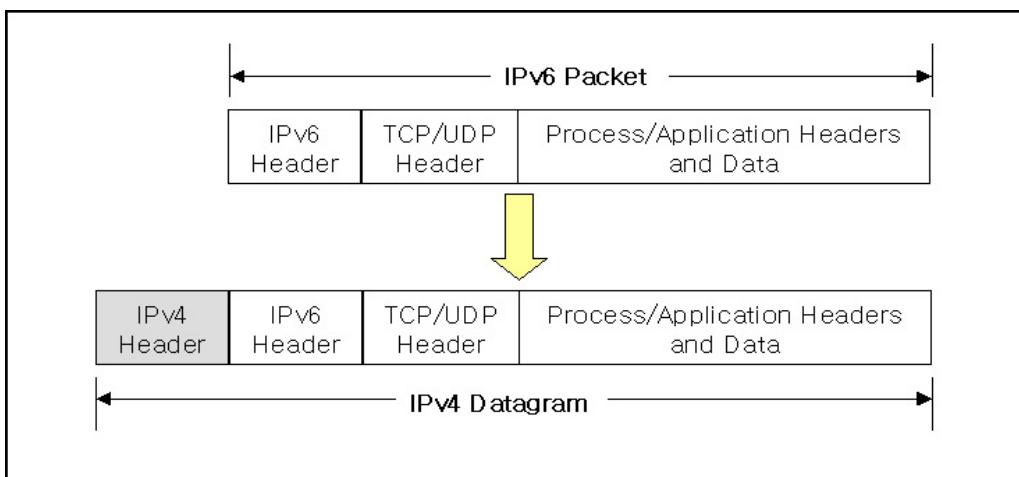 IPv6 Packet
IPv6
Header
TCP/UDP
Header
Process/Application Headers
and Data
IPv4
Header
IPv6
Header
TCP/UDP
Header
Process/Application Headers
and Data
IPv4 Datagram